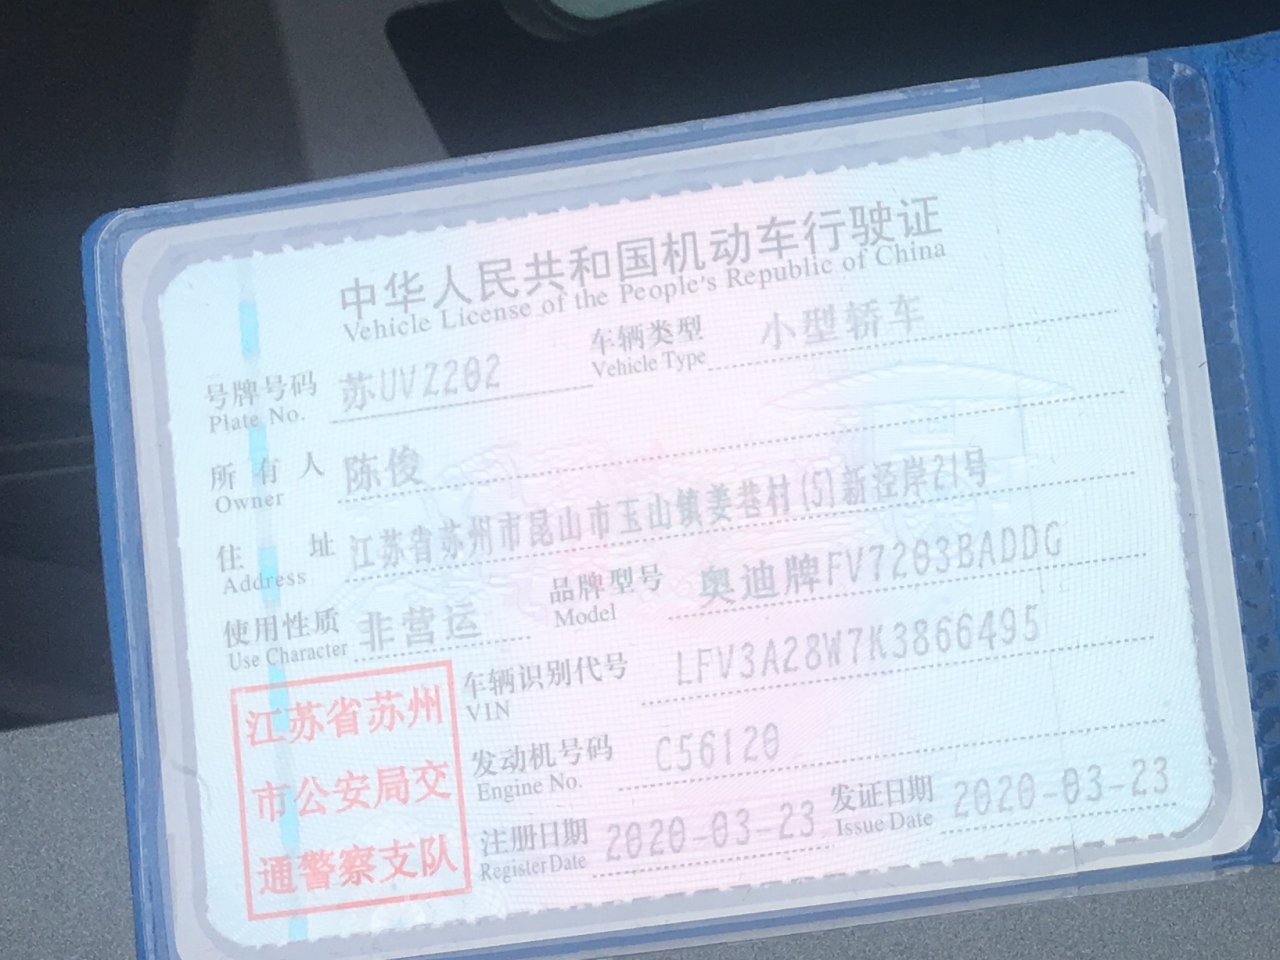 中华人民共和国机动车行驶证
Vehicle License of the People's Republic of China
号牌号码 苏UV2202 车辆类型 小型轿车
Plate No. Vehicle Type
所有人 陈俊
Owner
住址 江苏省苏州市昆山市玉山镇姜巷村(5)新泾岸21号
Address
使用性质 非营运 品牌型号 奥迪牌FV7203BADDG
Use Character Model
车辆识别代号 LFV3A28W7K3866495
VIN
发动机号码 C56120
Engine No.
注册日期 2020-03-23 发证日期 2020-03-23
Register Date Issue Date
江苏省苏州
市公安局交
通警察支队